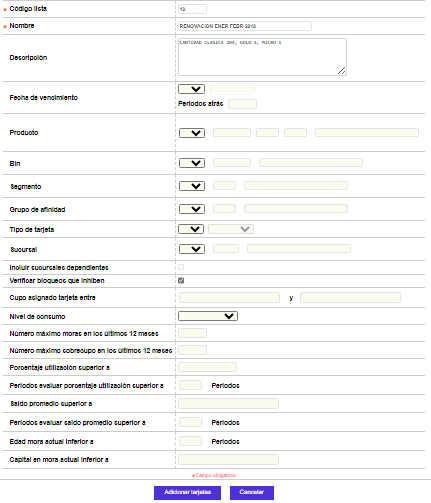 * Código lista 10
* Nombre RENOVACION ENER FEBR 2010
Descripción CANTIDAD CLASICA 204, GOLD 4, MICRO 1
Fecha de vencimiento
Periodos atrás
Producto
Bin
Segmento
Grupo de afinidad
Tipo de tarjeta
Sucursal
Incluir sucursales dependientes
Verificar bloqueos que inhiben
Cupo asignado tarjeta entre y
Nivel de consumo
Número máximo moras en los últimos 12 meses
Número máximo sobrecupo en los últimos 12 meses
Porcentaje utilización superior a
Periodos evaluar porcentaje utilización superior a Periodos
Saldo promedio superior a
Periodos evaluar saldo promedio superior a Periodos
Edad mora actual inferior a Periodos
Capital en mora actual inferior a
*Campo obligatorio
Adicionar tarjetas Cancelar